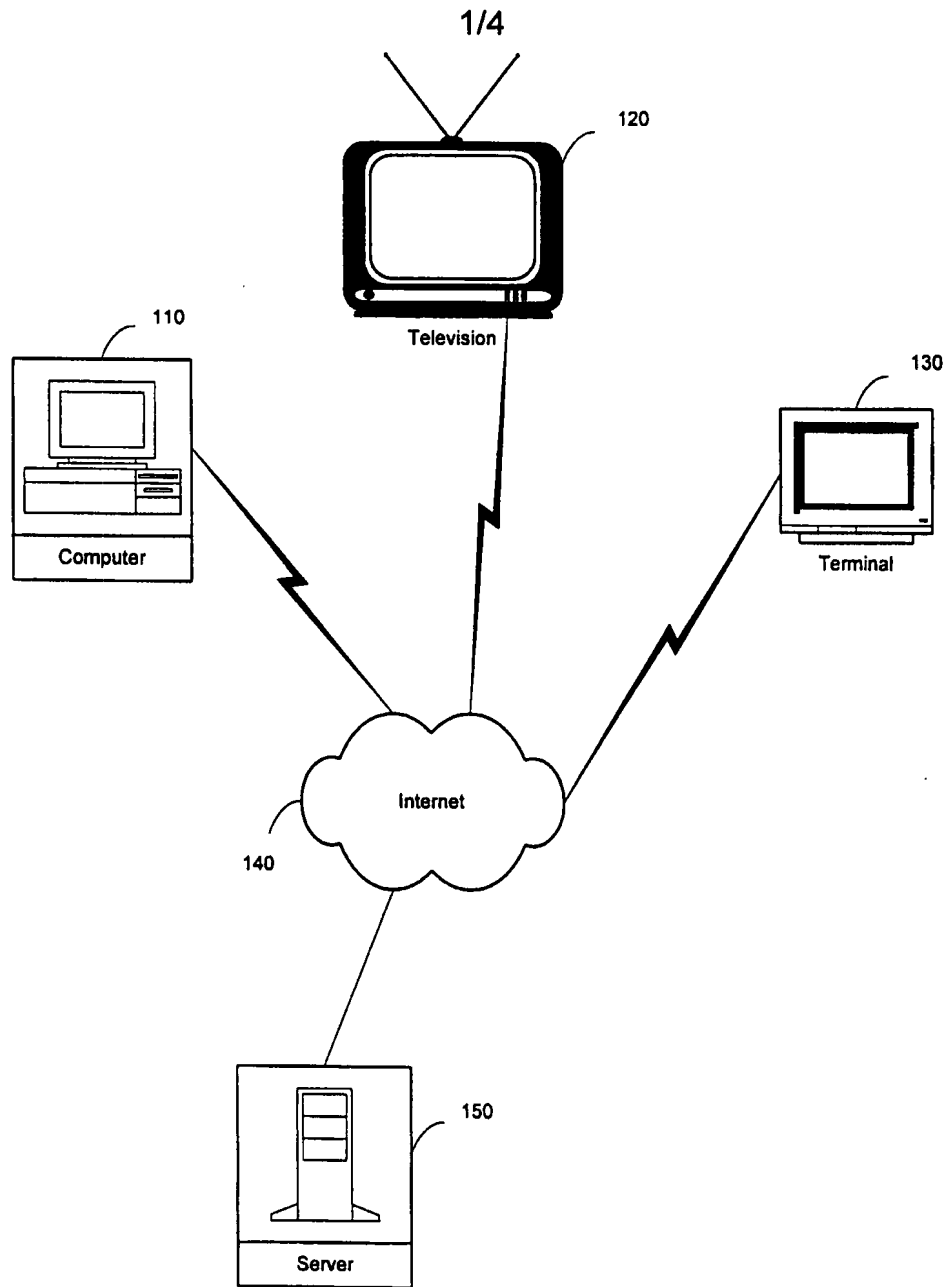 1/4
120
Television
110
130
Computer
Terminal
Internet
140
150
Server